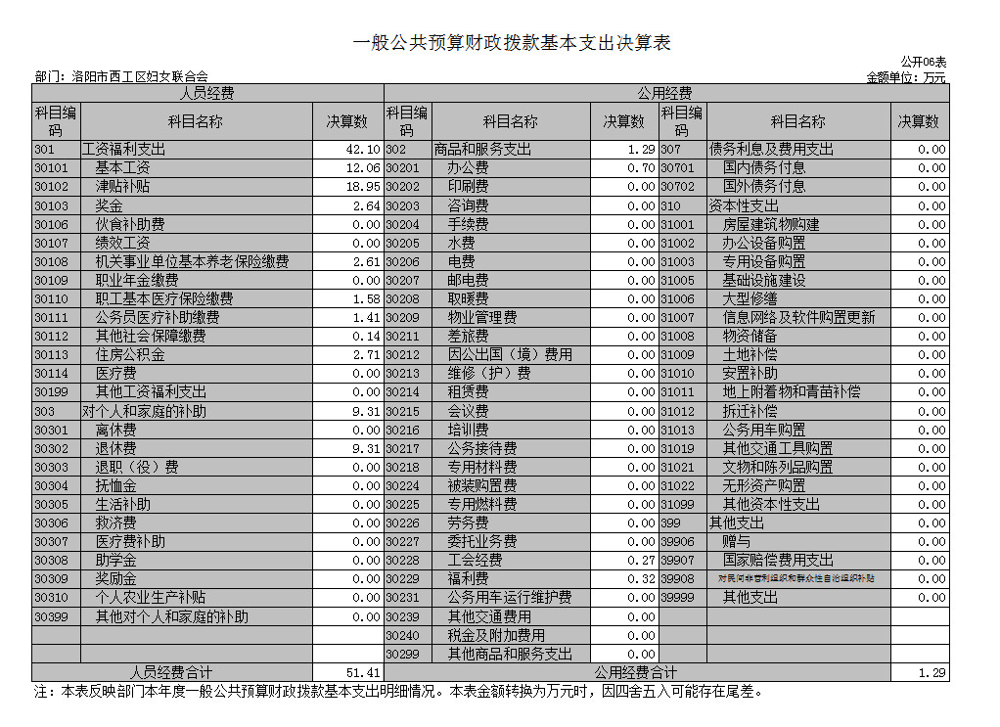 一般公共预算财政拨款基本支出决算表
公开06表
部门：洛阳市西工区妇女联合会 金额单位：万元
人员经费 公用经费
科目编码 科目名称 决算数 科目编码 科目名称 决算数 科目编码 科目名称 决算数
301 工资福利支出 42.10 302 商品和服务支出 1.29 307 债务利息及费用支出 0.00
30101 基本工资 12.06 30201 办公费 0.70 30701 国内债务付息 0.00
30102 津贴补贴 18.95 30202 印刷费 0.00 30702 国外债务付息 0.00
30103 奖金 2.64 30203 咨询费 0.00 310 资本性支出 0.00
30106 伙食补助费 0.00 30204 手续费 0.00 31001 房屋建筑物购建 0.00
30107 绩效工资 0.00 30205 水费 0.00 31002 办公设备购置 0.00
30108 机关事业单位基本养老保险缴费 2.61 30206 电费 0.00 31003 专用设备购置 0.00
30109 职业年金缴费 0.00 30207 邮电费 0.00 31005 基础设施建设 0.00
30110 职工基本医疗保险缴费 1.58 30208 取暖费 0.00 31006 大型修缮 0.00
30111 公务员医疗补助缴费 1.41 30209 物业管理费 0.00 31007 信息网络及软件购置更新 0.00
30112 其他社会保障缴费 0.14 30211 差旅费 0.00 31008 物资储备 0.00
30113 住房公积金 2.71 30212 因公出国（境）费用 0.00 31009 土地补偿 0.00
30114 医疗费 0.00 30213 维修（护）费 0.00 31010 安置补助 0.00
30199 其他工资福利支出 0.00 30214 租赁费 0.00 31011 地上附着物和青苗补偿 0.00
303 对个人和家庭的补助 9.31 30215 会议费 0.00 31012 拆迁补偿 0.00
30301 离休费 0.00 30216 培训费 0.00 31013 公务用车购置 0.00
30302 退休费 9.31 30217 公务接待费 0.00 31019 其他交通工具购置 0.00
30303 退职（役）费 0.00 30218 专用材料费 0.00 31021 文物和陈列品购置 0.00
30304 抚恤金 0.00 30224 被装购置费 0.00 31022 无形资产购置 0.00
30305 生活补助 0.00 30225 专用燃料费 0.00 31099 其他资本性支出 0.00
30306 救济费 0.00 30226 劳务费 0.00 399 其他支出 0.00
30307 医疗费补助 0.00 30227 委托业务费 0.00 39906 赠与 0.00
30308 助学金 0.00 30228 工会经费 0.27 39907 国家赔偿费用支出 0.00
30309 奖励金 0.00 30229 福利费 0.32 39908 对民间非营利组织和群众性自治组织补贴 0.00
30310 个人农业生产补贴 0.00 30231 公务用车运行维护费 0.00 39999 其他支出 0.00
30399 其他对个人和家庭的补助 0.00 30239 其他交通费用 0.00
30240 税金及附加费用 0.00
30299 其他商品和服务支出 0.00
人员经费合计 51.41 公用经费合计 1.29
注：本表反映部门本年度一般公共预算财政拨款基本支出明细情况。本表金额转换为万元时，因四舍五入可能存在尾差。